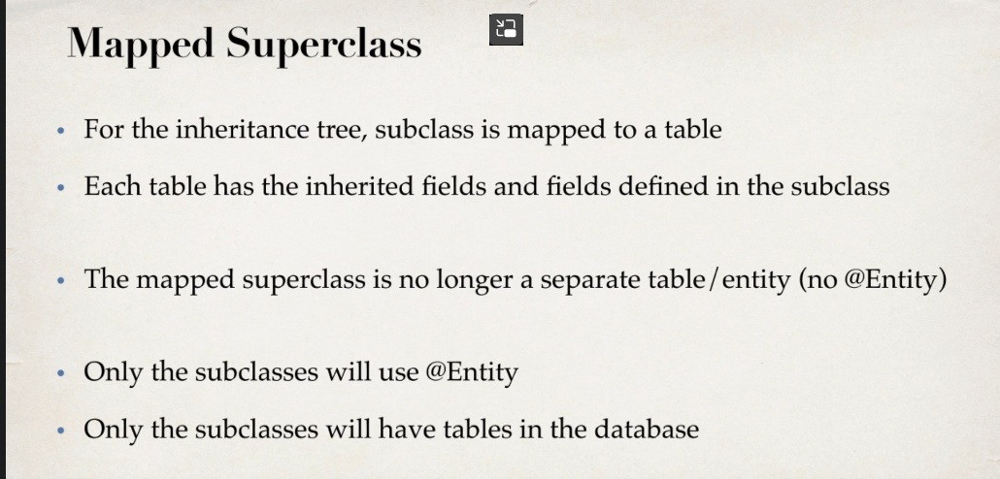 Mapped Superclass
• For the inheritance tree, subclass is mapped to a table
• Each table has the inherited fields and fields defined in the subclass
• The mapped superclass is no longer a separate table/entity (no @Entity)
• Only the subclasses will use @Entity
• Only the subclasses will have tables in the database